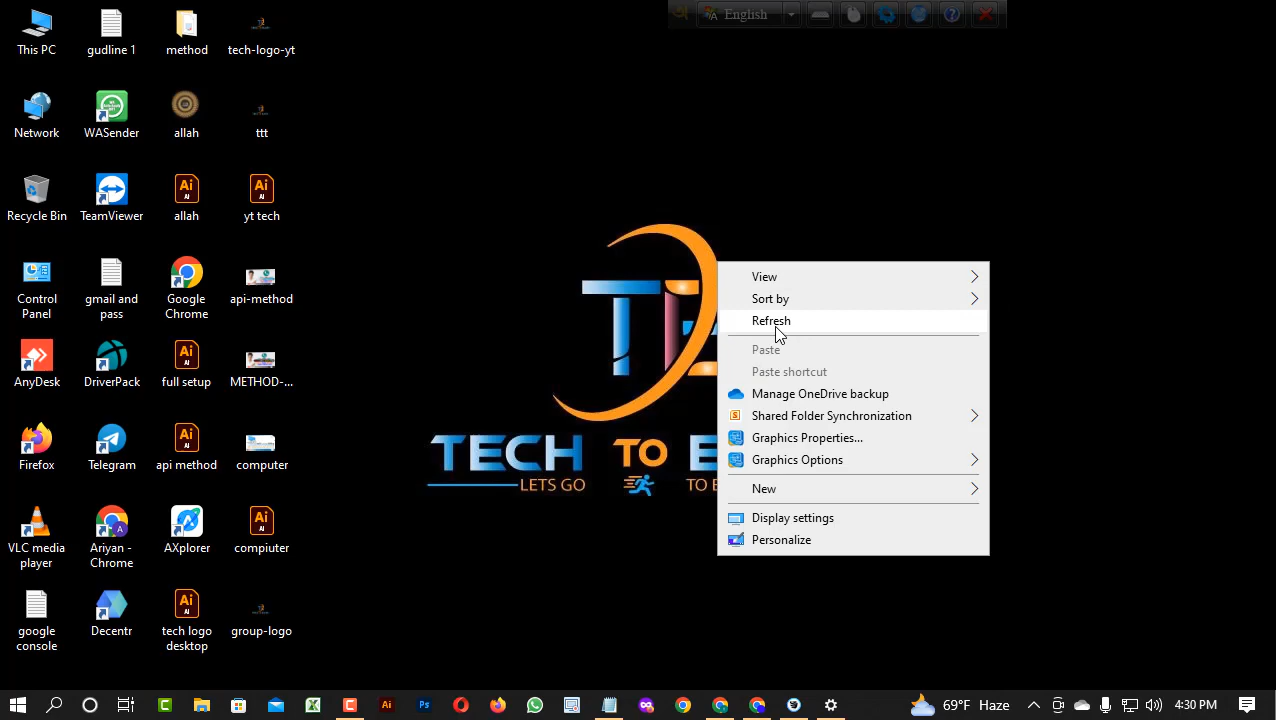 English
This PC
gudline 1
method
tech-logo-yt
Network
WASender
allah
ttt
Recycle Bin
TeamViewer
allah
yt tech
Control
Panel
gmail and
pass
Google
Chrome
api-method
AnyDesk
DriverPack
full setup
METHOD-...
Firefox
Telegram
api method
computer
VLC media
player
Ariyan -
Chrome
AXplorer
compiuter
google
console
Decentr
tech logo
desktop
group-logo
TECH TO E
LETS GO
TO E
View
Sort by
Refresh
Paste
Paste shortcut
Manage OneDrive backup
Shared Folder Synchronization
Graphics Properties...
Graphics Options
New
Display settings
Personalize
69°F Haze
4:30 PM